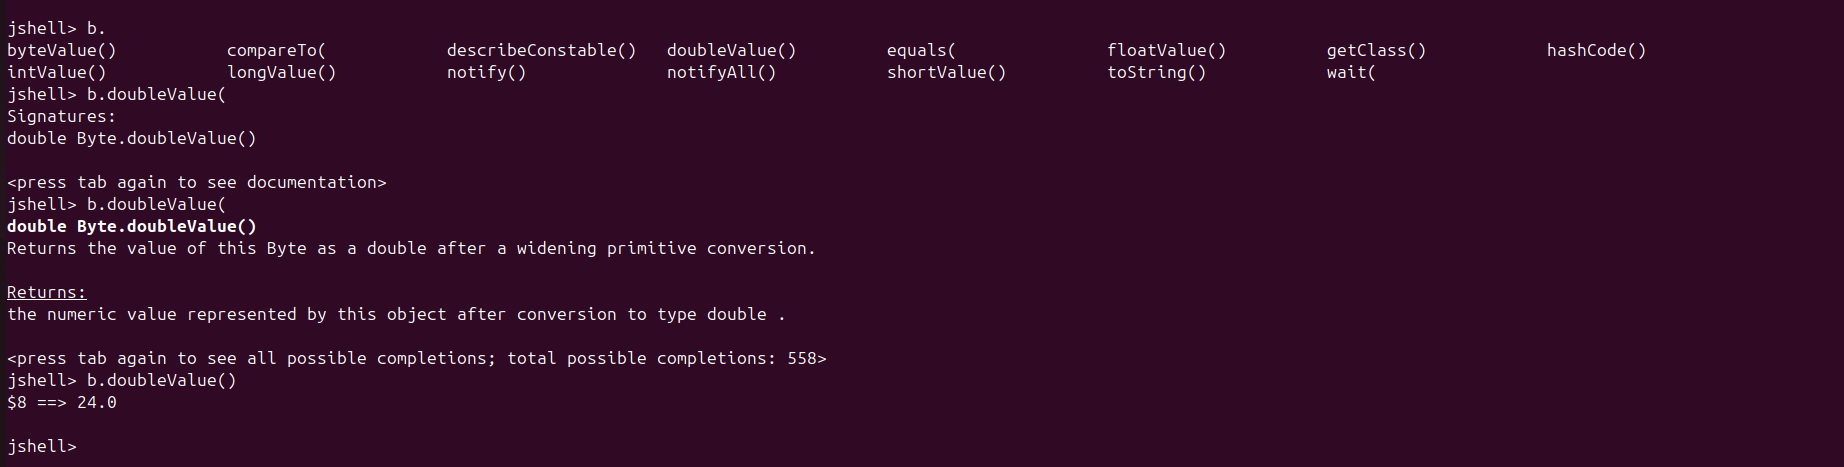 jshell> b.
byteValue() compareTo( describeConstable() doubleValue() equals( floatValue() getClass() hashCode()
intValue() longValue() notify() notifyAll() shortValue() toString() wait(
jshell> b.doubleValue(
Signatures:
double Byte.doubleValue()
<press tab again to see documentation>
jshell> b.doubleValue(
double Byte.doubleValue()
Returns the value of this Byte as a double after a widening primitive conversion.
Returns:
the numeric value represented by this object after conversion to type double .
<press tab again to see all possible completions; total possible completions: 558>
jshell> b.doubleValue()
$8 ==> 24.0
jshell>